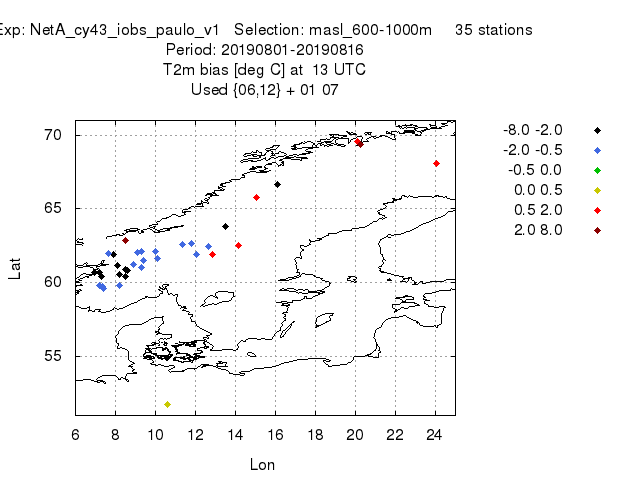 Exp: NetA_cy43_iobs_paulo_v1 Selection: masl_600-1000m 35 stations
Period: 20190801-20190816
T2m bias [deg C] at 13 UTC
Used {06,12} + 01 07
70
65
60
55
Lat
6 8 10 12 14 16 18 20 22 24
Lon
-8.0 -2.0
-2.0 -0.5
-0.5 0.0
0.0 0.5
0.5 2.0
2.0 8.0